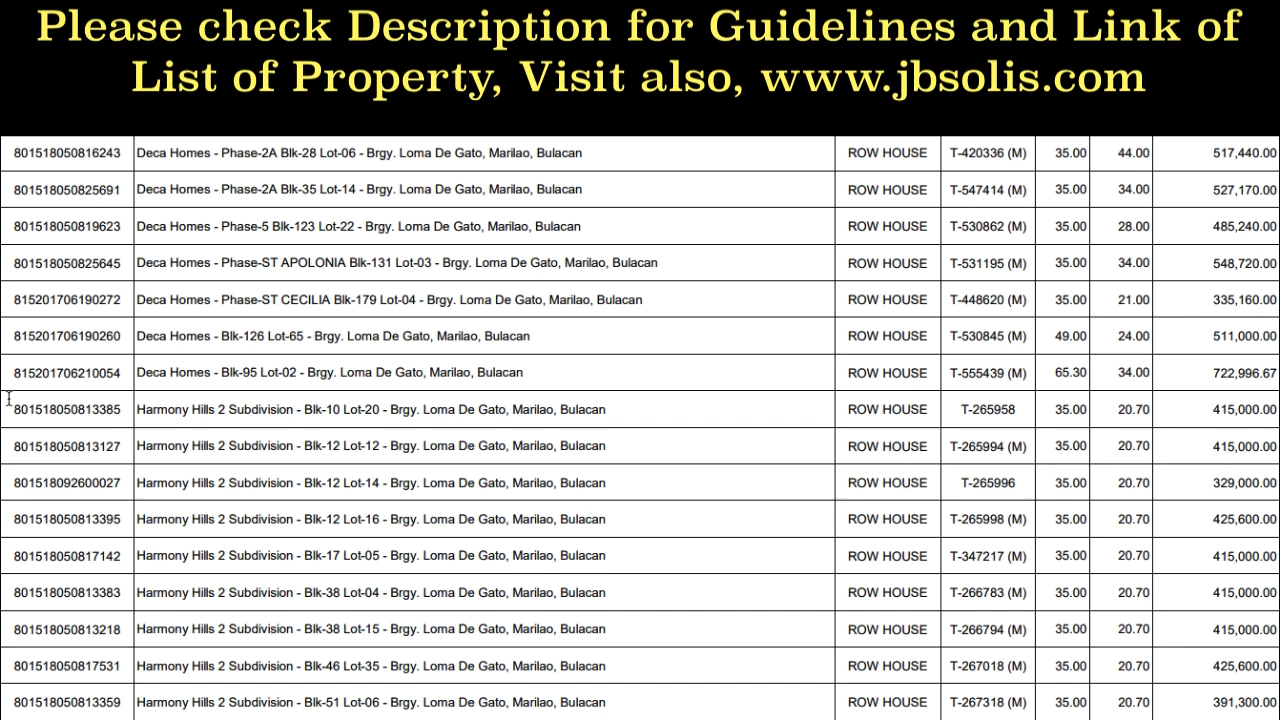 Please check Description for Guidelines and Link of
List of Property, Visit also, www.jbsolis.com
801518050816243 Deca Homes - Phase-2A Blk-28 Lot-06 - Brgy. Loma De Gato, Marilao, Bulacan ROW HOUSE T-420336 (M) 35.00 44.00 517,440.00
801518050825691 Deca Homes - Phase-2A Blk-35 Lot-14 - Brgy. Loma De Gato, Marilao, Bulacan ROW HOUSE T-547414 (M) 35.00 34.00 527,170.00
801518050819623 Deca Homes - Phase-5 Blk-123 Lot-22 - Brgy. Loma De Gato, Marilao, Bulacan ROW HOUSE T-530862 (M) 35.00 28.00 485,240.00
801518050825645 Deca Homes - Phase-ST APOLONIA Blk-131 Lot-03 - Brgy. Loma De Gato, Marilao, Bulacan ROW HOUSE T-531195 (M) 35.00 34.00 548,720.00
815201706190272 Deca Homes - Phase-ST CECILIA Blk-179 Lot-04 - Brgy. Loma De Gato, Marilao, Bulacan ROW HOUSE T-448620 (M) 35.00 21.00 335,160.00
815201706190260 Deca Homes - Blk-126 Lot-65 - Brgy. Loma De Gato, Marilao, Bulacan ROW HOUSE T-530845 (M) 49.00 24.00 511,000.00
815201706210054 Deca Homes - Blk-95 Lot-02 - Brgy. Loma De Gato, Marilao, Bulacan ROW HOUSE T-555439 (M) 65.30 34.00 722,996.67
801518050813385 Harmony Hills 2 Subdivision - Blk-10 Lot-20 - Brgy. Loma De Gato, Marilao, Bulacan ROW HOUSE T-265958 35.00 20.70 415,000.00
801518050813127 Harmony Hills 2 Subdivision - Blk-12 Lot-12 - Brgy. Loma De Gato, Marilao, Bulacan ROW HOUSE T-265994 (M) 35.00 20.70 415,000.00
801518092600027 Harmony Hills 2 Subdivision - Blk-12 Lot-14 - Brgy. Loma De Gato, Marilao, Bulacan ROW HOUSE T-265996 35.00 20.70 329,000.00
801518050813395 Harmony Hills 2 Subdivision - Blk-12 Lot-16 - Brgy. Loma De Gato, Marilao, Bulacan ROW HOUSE T-265998 (M) 35.00 20.70 425,600.00
801518050817142 Harmony Hills 2 Subdivision - Blk-17 Lot-05 - Brgy. Loma De Gato, Marilao, Bulacan ROW HOUSE T-347217 (M) 35.00 20.70 415,000.00
801518050813383 Harmony Hills 2 Subdivision - Blk-38 Lot-04 - Brgy. Loma De Gato, Marilao, Bulacan ROW HOUSE T-266783 (M) 35.00 20.70 415,000.00
801518050813218 Harmony Hills 2 Subdivision - Blk-38 Lot-15 - Brgy. Loma De Gato, Marilao, Bulacan ROW HOUSE T-266794 (M) 35.00 20.70 415,000.00
801518050817531 Harmony Hills 2 Subdivision - Blk-46 Lot-35 - Brgy. Loma De Gato, Marilao, Bulacan ROW HOUSE T-267018 (M) 35.00 20.70 425,600.00
801518050813359 Harmony Hills 2 Subdivision - Blk-51 Lot-06 - Brgy. Loma De Gato, Marilao, Bulacan ROW HOUSE T-267318 (M) 35.00 20.70 391,300.00